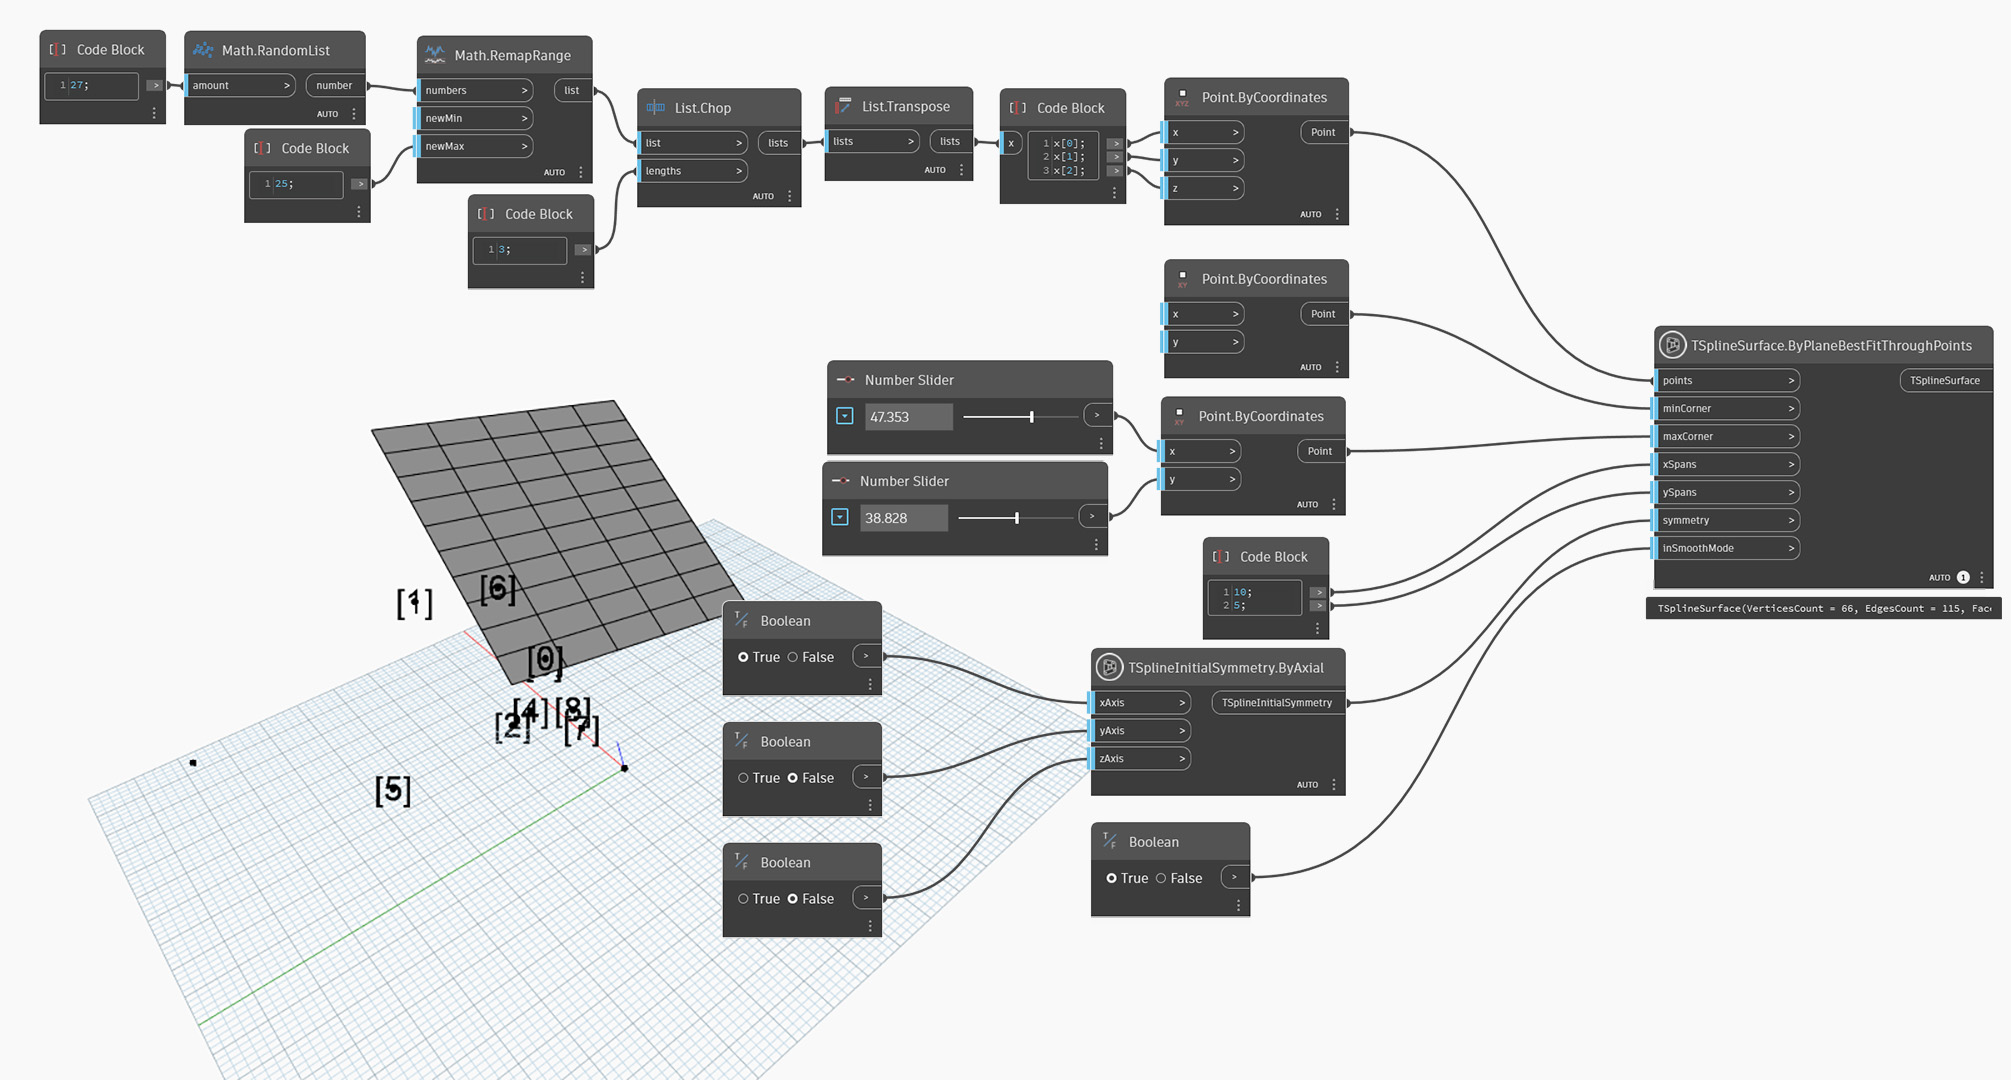 Code Block
1 27;
>
Math.RandomList
amount >
number
AUTO
Code Block
1 25;
>
Math.RemapRange
numbers >
list
newMin >
newMax >
AUTO
Code Block
1 3;
>
List.Chop
list >
lists
lengths >
AUTO
List.Transpose
lists >
lists
AUTO
Code Block
x
1 x[0];
2 x[1];
3 x[2];
>
>
>
Point.ByCoordinates
XYZ
x >
Point
y >
z >
AUTO
Point.ByCoordinates
XY
x >
Point
y >
AUTO
Number Slider
47.353
>
Number Slider
38.828
>
Point.ByCoordinates
XY
x >
Point
y >
AUTO
Code Block
1 10;
2 5;
>
>
TSplineSurface.ByPlaneBestFitThroughPoints
points >
TSplineSurface
minCorner >
maxCorner >
xSpans >
ySpans >
symmetry >
inSmoothMode >
AUTO 1
TSplineSurface(VerticesCount = 66, EdgesCount = 115, Face
T/F Boolean
True False
>
T/F Boolean
True False
>
T/F Boolean
True False
>
TSplineInitialSymmetry.ByAxial
xAxis >
TSplineInitialSymmetry
yAxis >
zAxis >
AUTO
T/F Boolean
True False
>
[1]
[6]
[0]
[4]
[8]
[2]
[7]
[5]